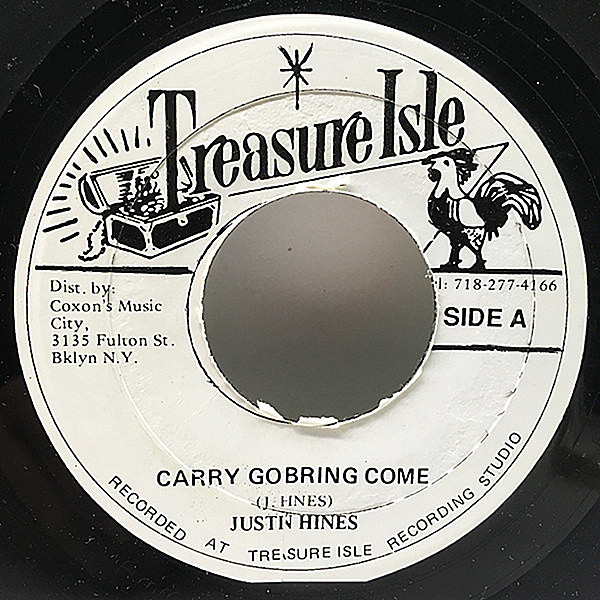 Treasure Isle
Dist. by:
Coxon's Music
City,
3135 Fulton St.
Bklyn N.Y.
l: 718-277-4166
SIDE A
CARRY GOBRING COME
(J. HNES)
JUSTIN HINES
RECORDED AT TREASURE ISLE RECORDING STUDIO